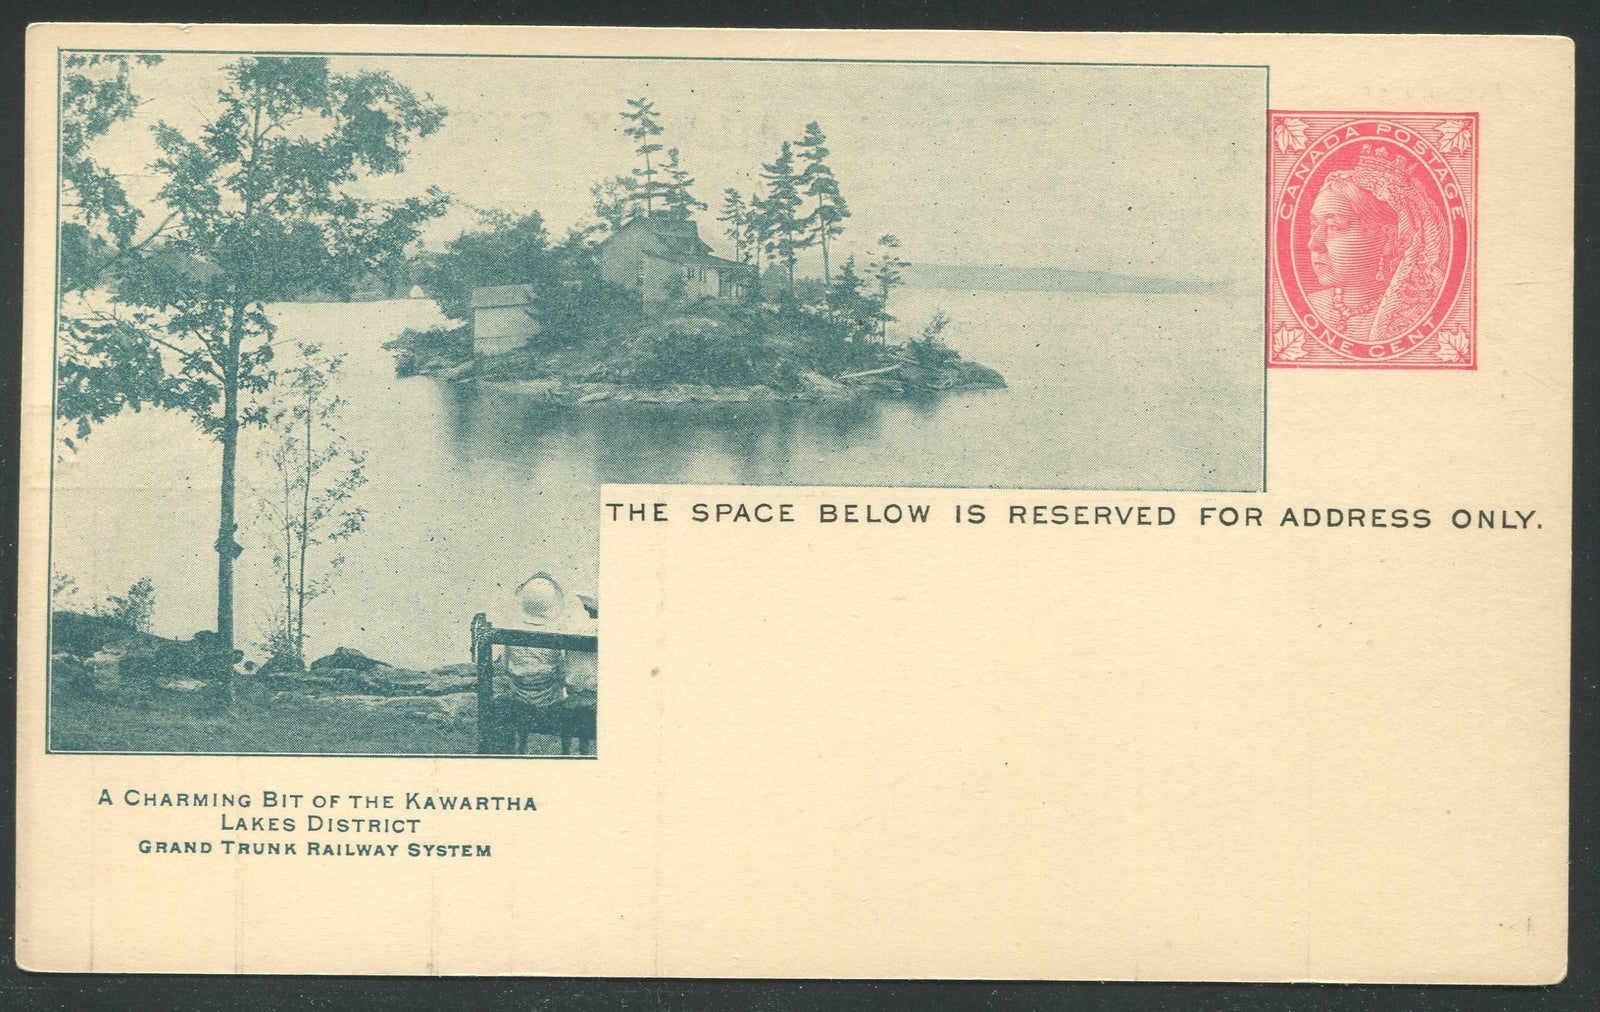 CANADA POSTAGE
ONE CENT
THE SPACE BELOW IS RESERVED FOR ADDRESS ONLY.
A CHARMING BIT OF THE KAWARTHA
LAKES DISTRICT
GRAND TRUNK RAILWAY SYSTEM